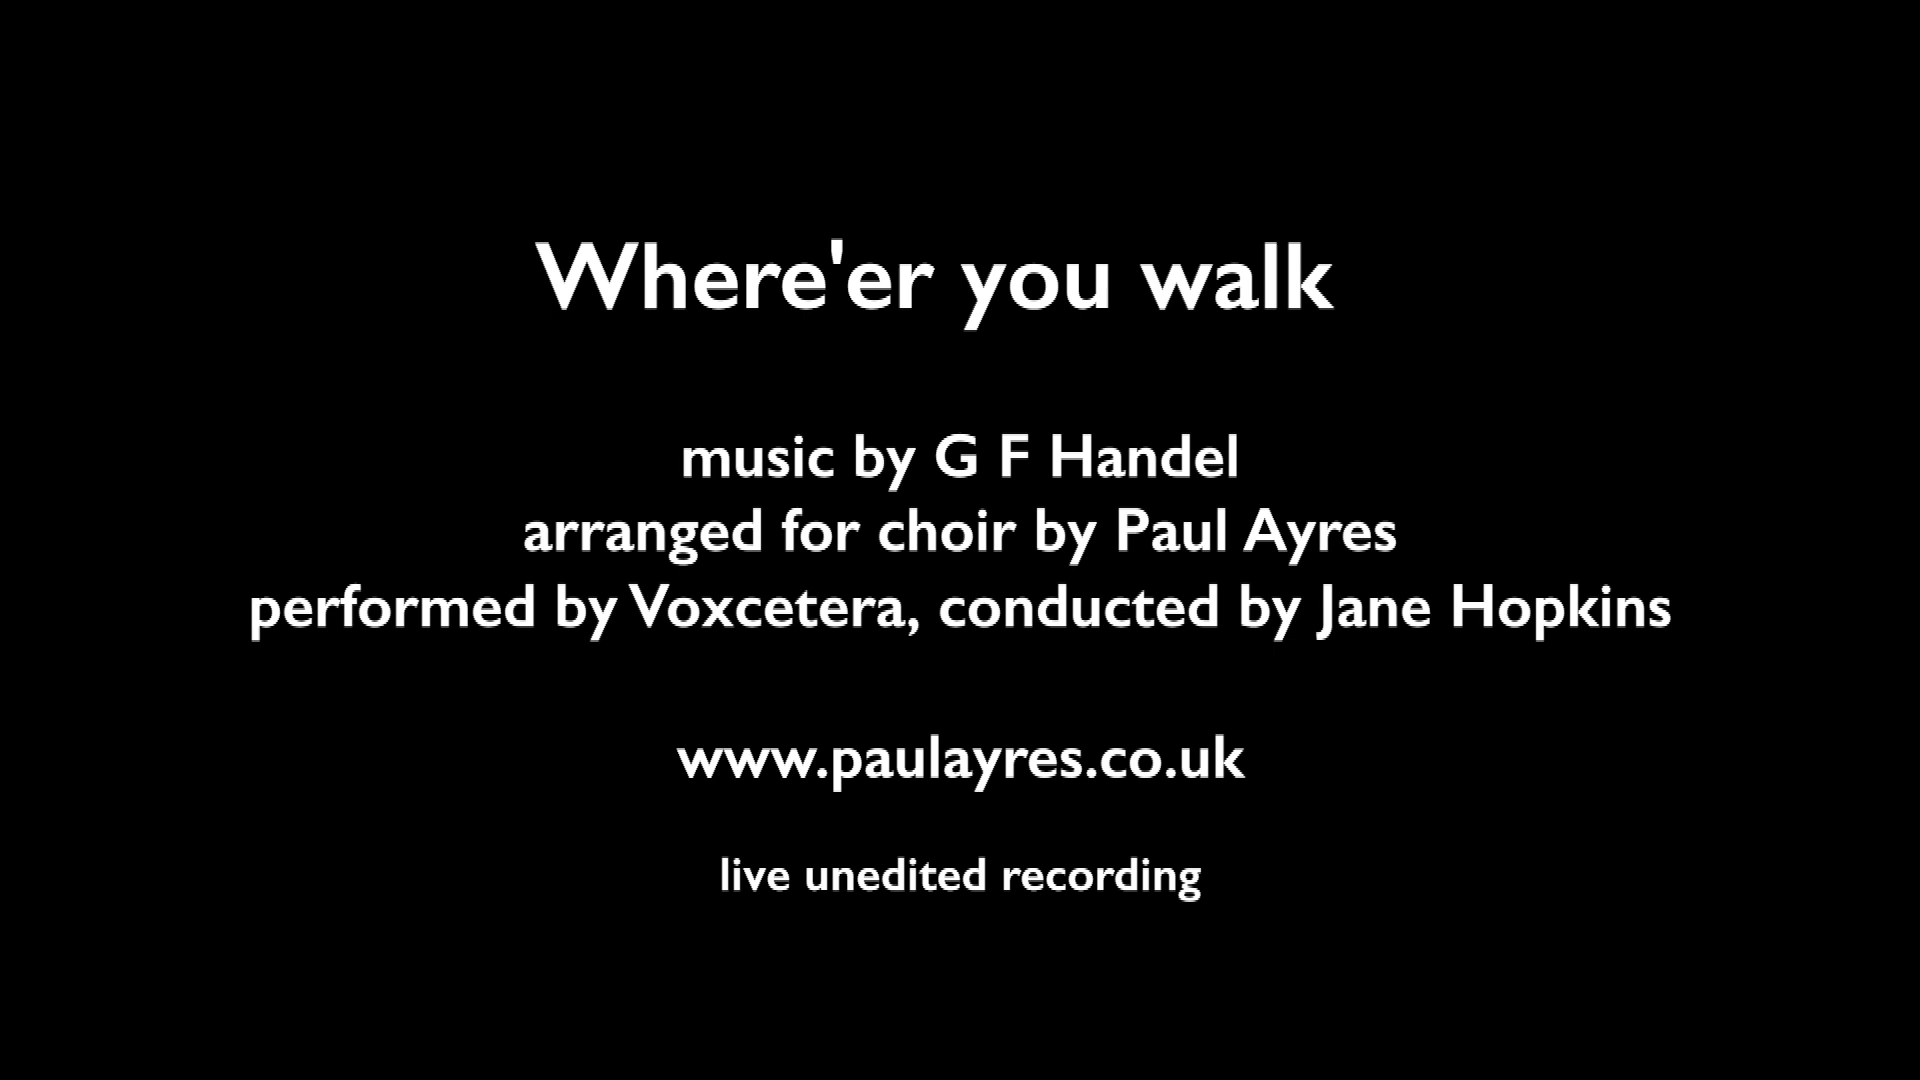 Where'er you walk
music by G F Handel
arranged for choir by Paul Ayres
performed by Voxcetera, conducted by Jane Hopkins
www.paulayres.co.uk
live unedited recording